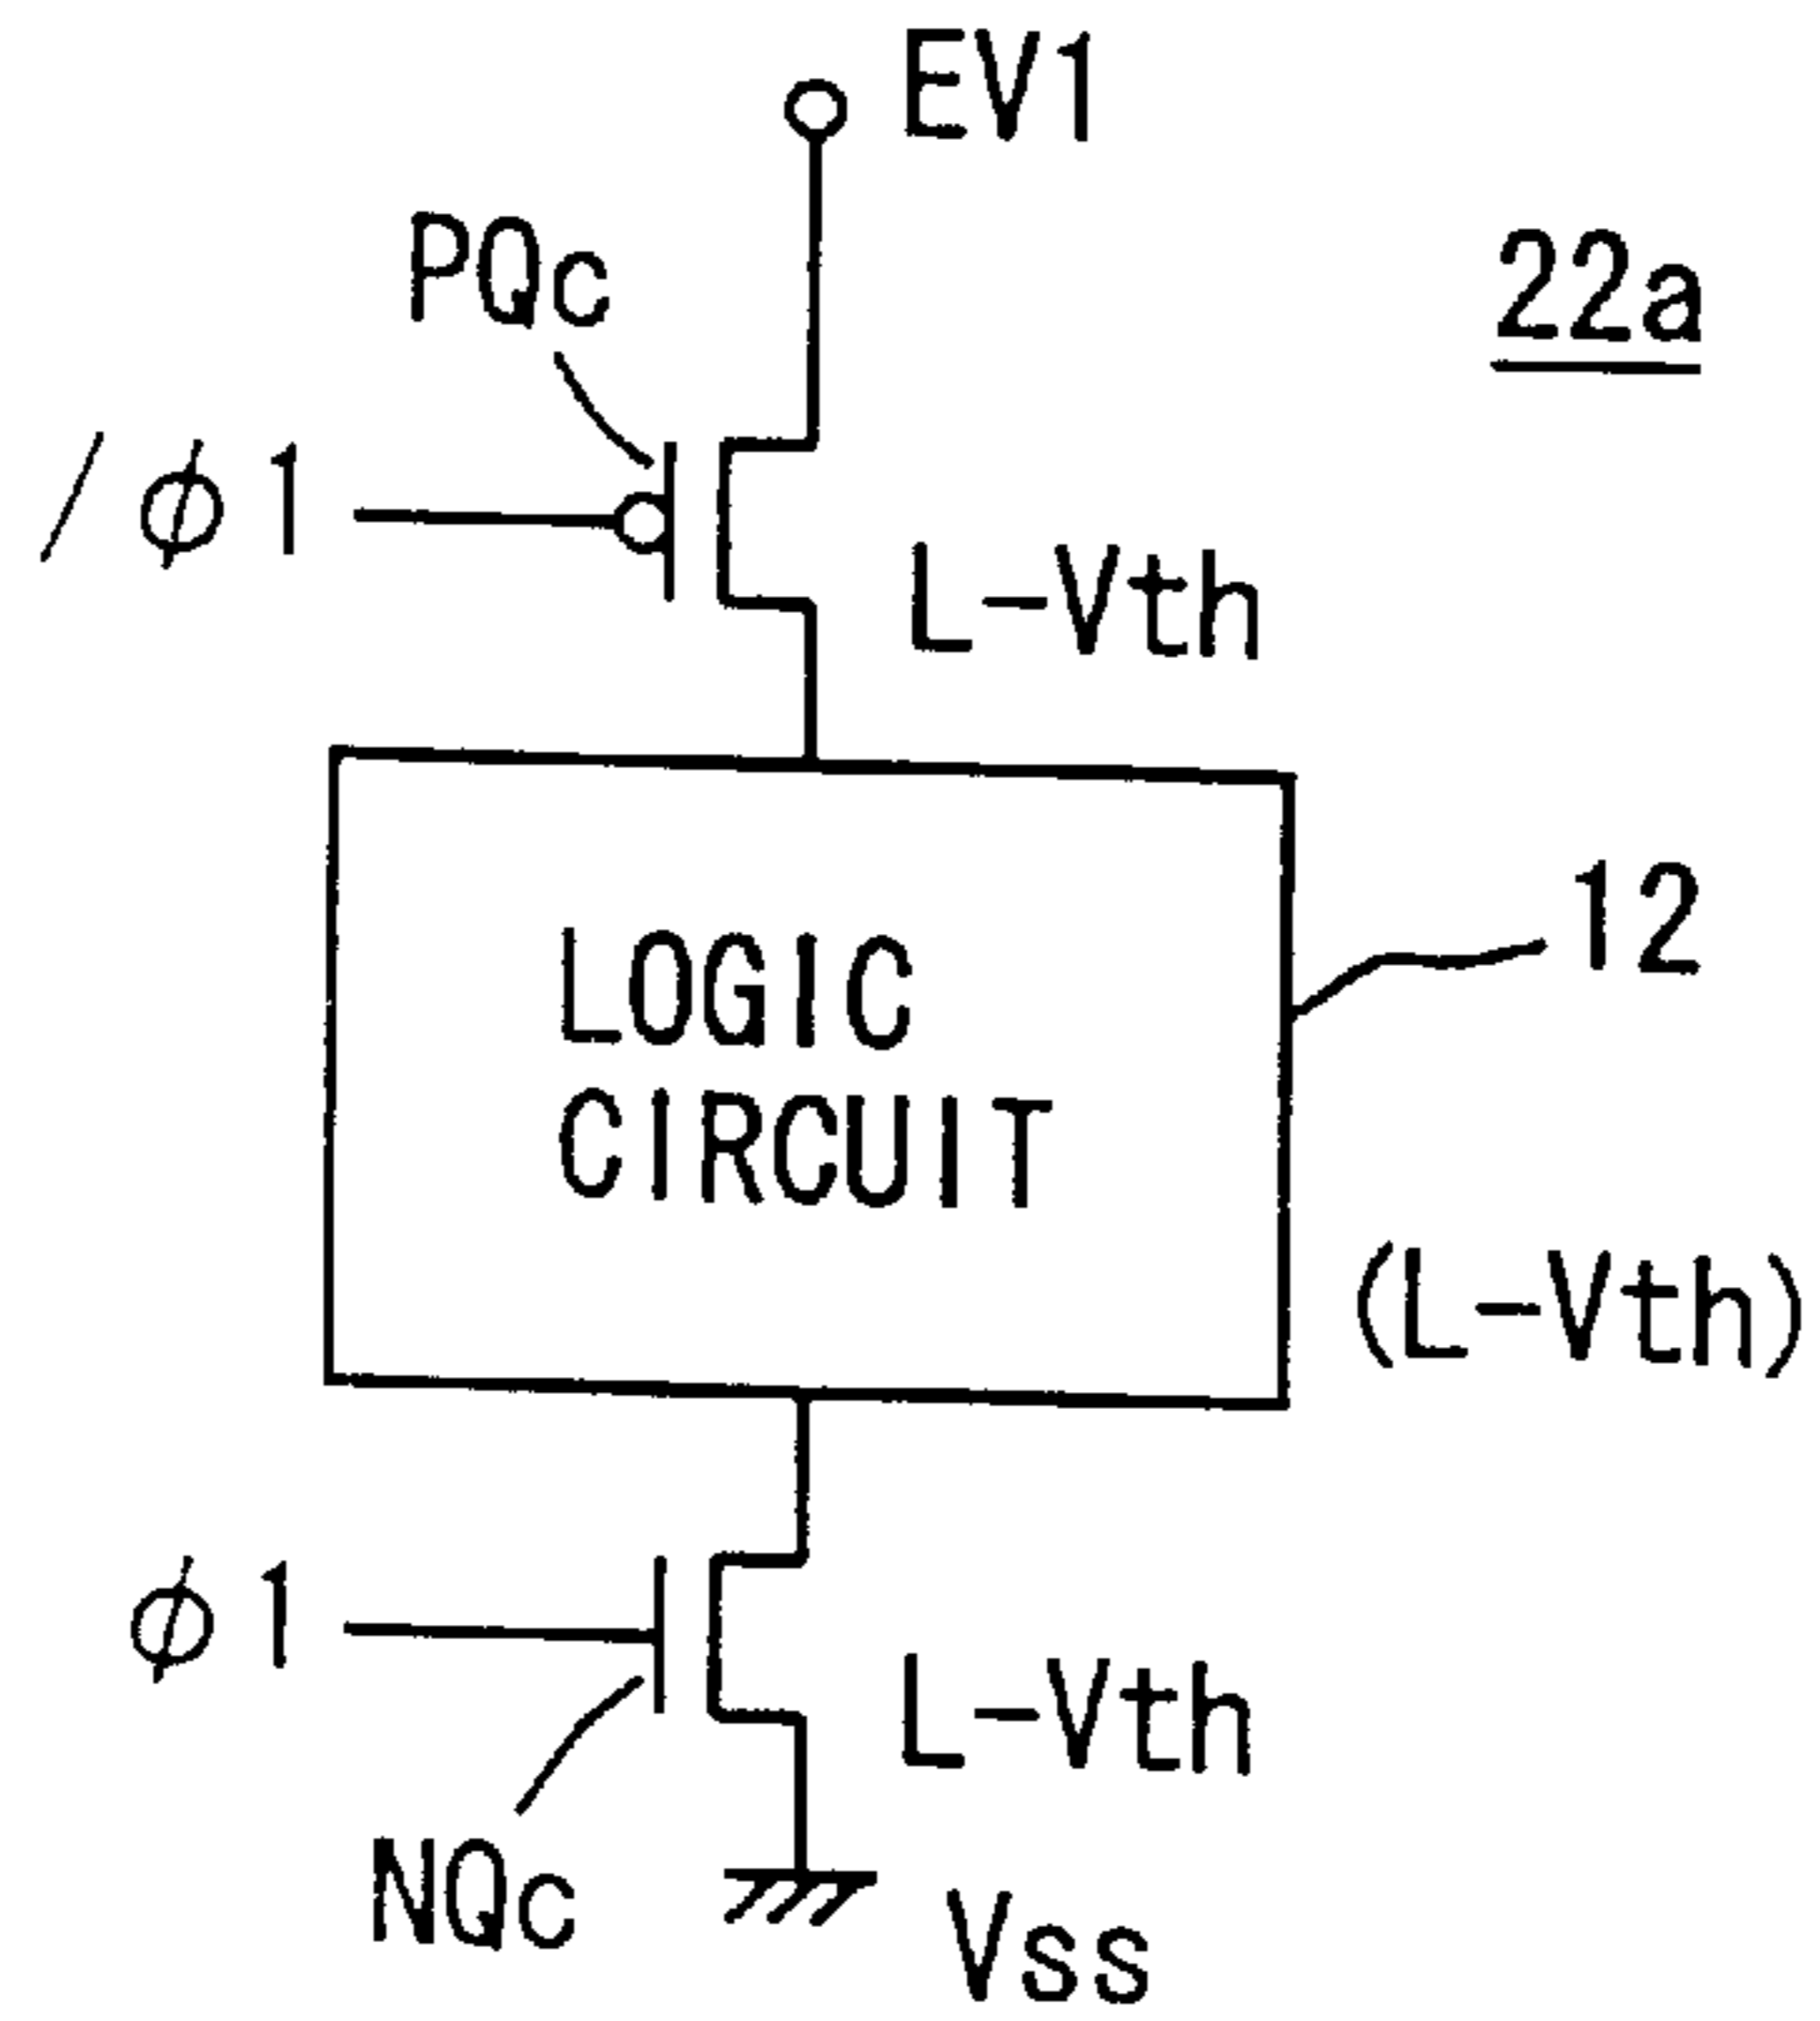 EV1
PQc
22a
/φ1
L-Vth
LOGIC
CIRCUIT
12
(L-Vth)
φ1
L-Vth
NQc
Vss